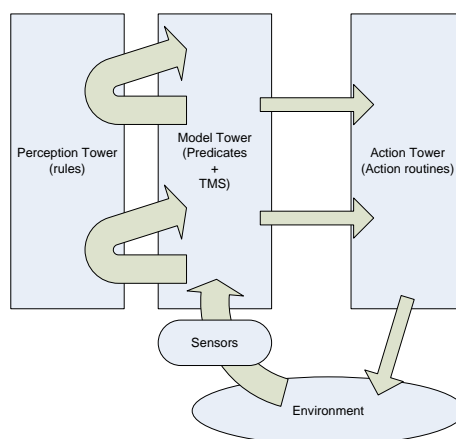 Perception Tower
(rules)
Model Tower
(Predicates
+
TMS)
Action Tower
(Action routines)
Sensors
Environment